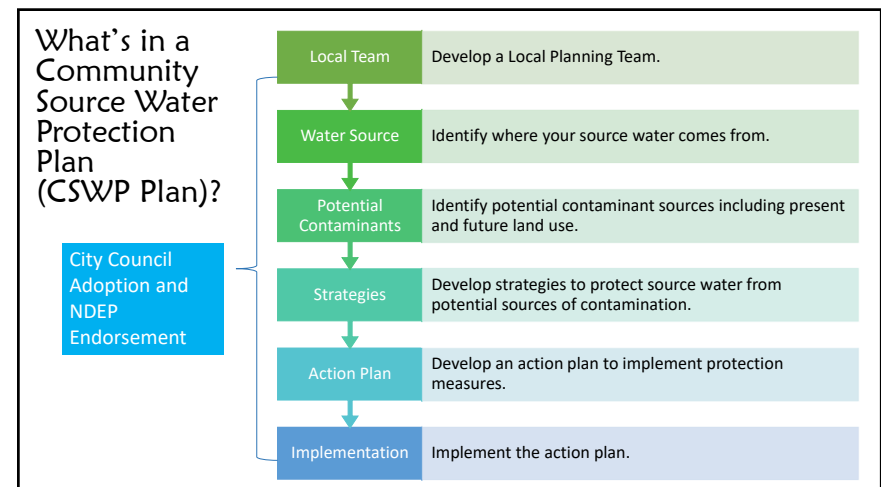 What's in a
Community
Source Water
Protection
Plan
(CSWP Plan)?
City Council
Adoption and
NDEP
Endorsement
Local Team
Develop a Local Planning Team.
Water Source
Identify where your source water comes from.
Potential
Contaminants
Identify potential contaminant sources including present
and future land use.
Strategies
Develop strategies to protect source water from
potential sources of contamination.
Action Plan
Develop an action plan to implement protection
measures.
Implementation
Implement the action plan.